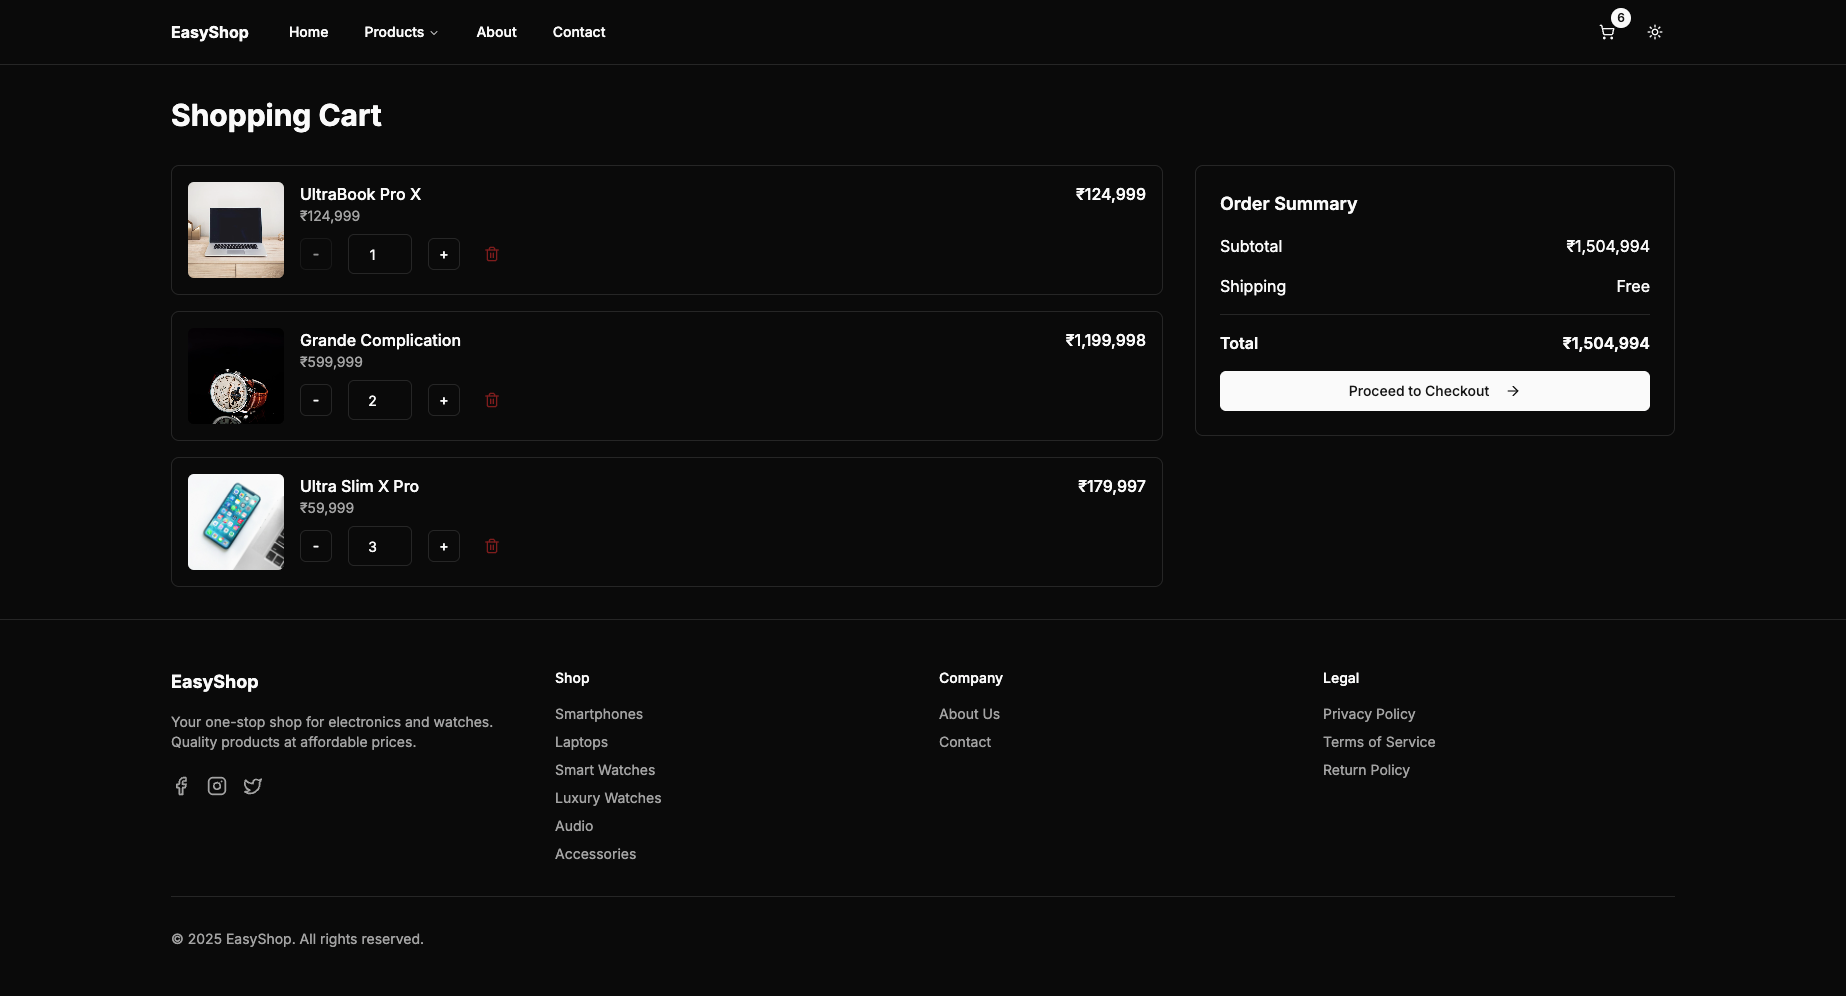 EasyShop
Home
Products
About
Contact
6
Shopping Cart
UltraBook Pro X
₹124,999
₹124,999
-
1
+
Grande Complication
₹1,199,998
₹599,999
-
2
+
Ultra Slim X Pro
₹179,997
₹59,999
-
3
+
Order Summary
Subtotal
₹1,504,994
Shipping
Free
Total
₹1,504,994
Proceed to Checkout →
EasyShop
Your one-stop shop for electronics and watches.
Quality products at affordable prices.
Shop
Smartphones
Laptops
Smart Watches
Luxury Watches
Audio
Accessories
Company
About Us
Contact
Legal
Privacy Policy
Terms of Service
Return Policy
© 2025 EasyShop. All rights reserved.